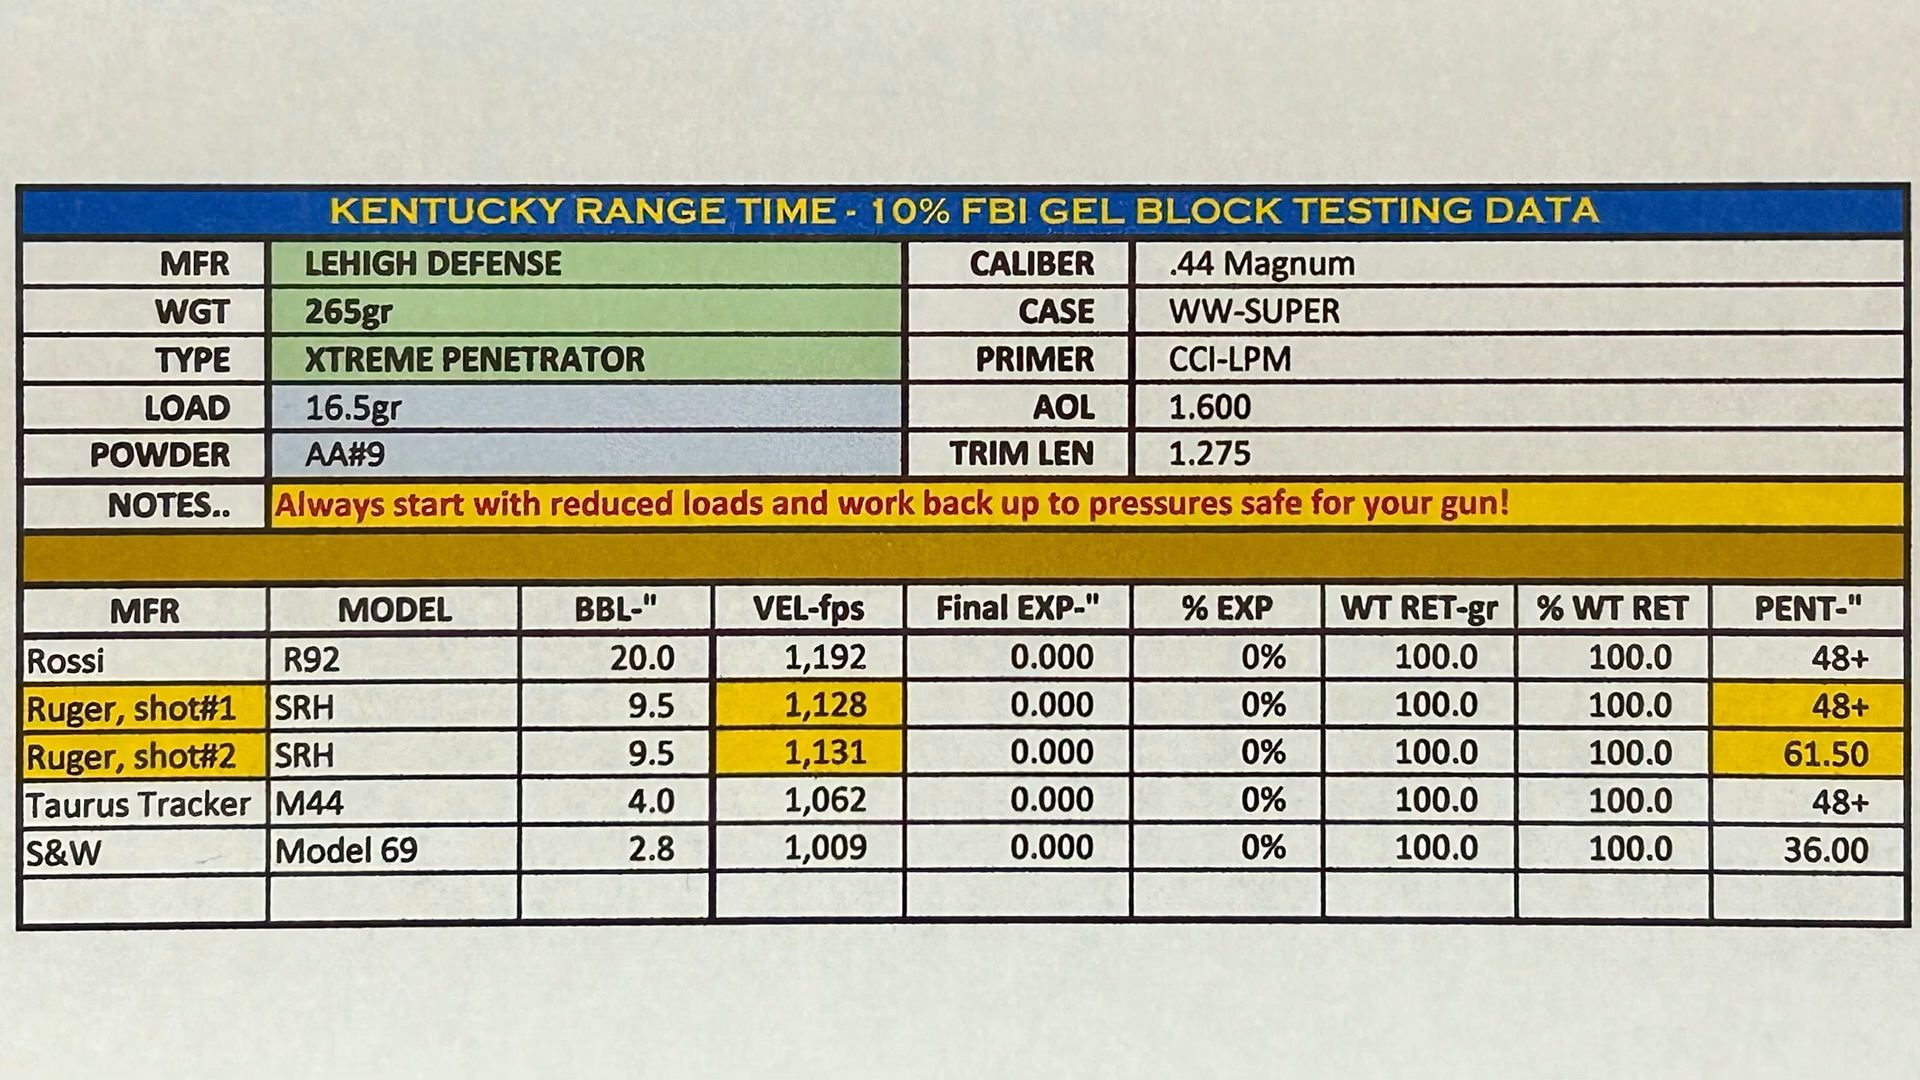 KENTUCKY RANGE TIME - 10% FBI GEL BLOCK TESTING DATA
MFR LEHIGH DEFENSE CALIBER .44 Magnum
WGT 265gr CASE WW-SUPER
TYPE XTREME PENETRATOR PRIMER CCI-LPM
LOAD 16.5gr AOL 1.600
POWDER AA#9 TRIM LEN 1.275
NOTES.. Always start with reduced loads and work back up to pressures safe for your gun!
MFR MODEL BBL-" VEL-fps Final EXP-" % EXP WT RET-gr % WT RET PENT-"
Rossi R92 20.0 1,192 0.000 0% 100.0 100.0 48+
Ruger, shot#1 SRH 9.5 1,128 0.000 0% 100.0 100.0 48+
Ruger, shot#2 SRH 9.5 1,131 0.000 0% 100.0 100.0 61.50
Taurus Tracker M44 4.0 1,062 0.000 0% 100.0 100.0 48+
S&W Model 69 2.8 1,009 0.000 0% 100.0 100.0 36.00